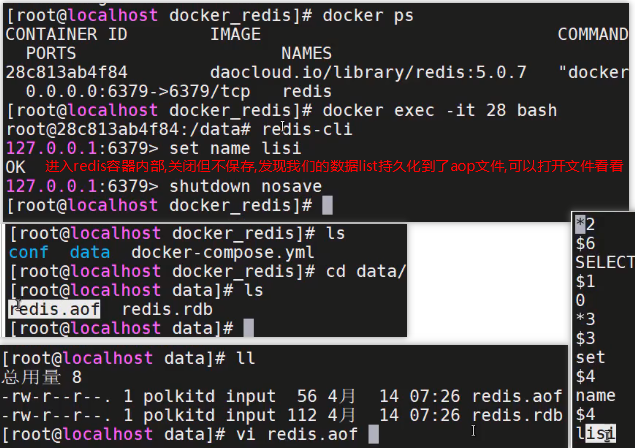 [root@localhost docker_redis]# docker ps
CONTAINER ID IMAGE COMMAND
PORTS NAMES
28c813ab4f84 daocloud.io/library/redis:5.0.7 "docker
0.0.0.0:6379->6379/tcp redis
[root@localhost docker_redis]# docker exec -it 28 bash
root@28c813ab4f84:/data# redis-cli
127.0.0.1:6379> set name lisi
OK 进入redis容器内部,关闭但不保存,发现我们的数据list持久化到了aop文件,可以打开文件看看
127.0.0.1:6379> shutdown nosave
[root@localhost docker_redis]#
[root@localhost docker_redis]# ls
conf data docker-compose.yml
[root@localhost docker_redis]# cd data/
[root@localhost data]# ls
redis.aof redis.rdb
[root@localhost data]#
[root@localhost data]# ll
总用量 8
-rw-r--r--. 1 polkitd input 56 4月 14 07:26 redis.aof
-rw-r--r--. 1 polkitd input 112 4月 14 07:26 redis.rdb
[root@localhost data]# vi redis.aof
*2
$6
SELECT
$1
0
*3
$3
set
$4
name
$4
lisi